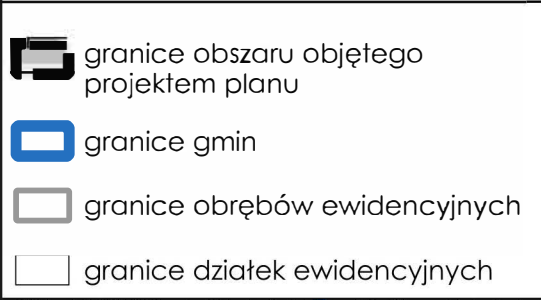 granice obszaru objętego
projektem planu
granice gmin
granice obrębów ewidencyjnych
granice działek ewidencyjnych